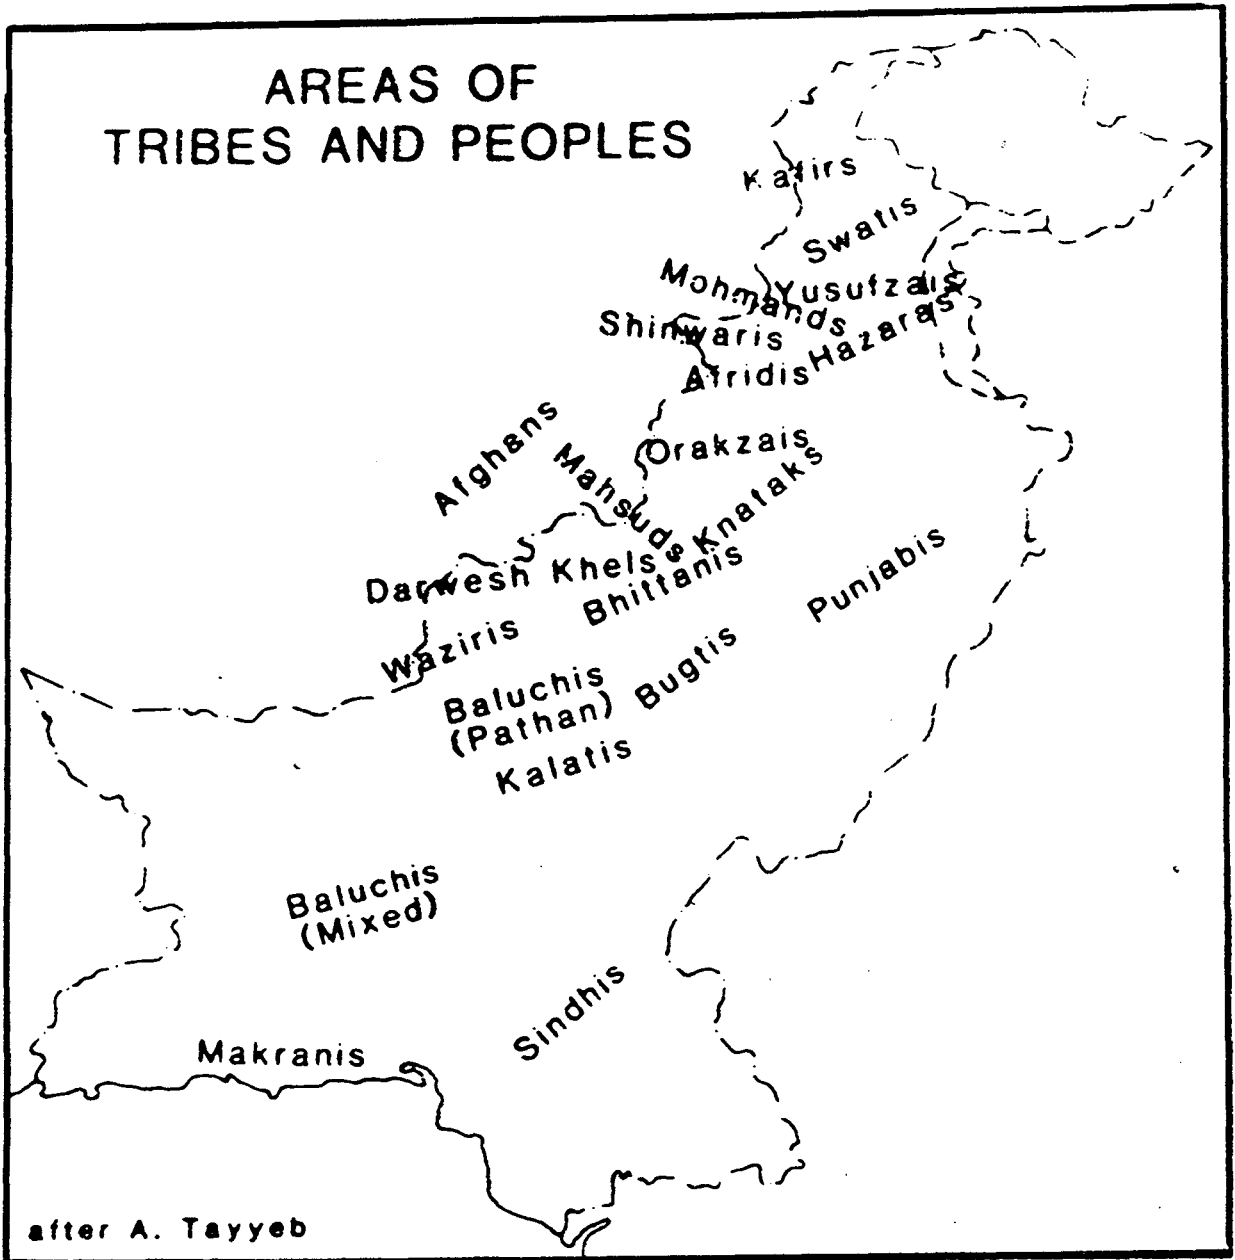 AREAS OF
TRIBES AND PEOPLES
Kafirs
Swatis
Mohmands
Yusufzais
Shinwaris
Hazaras
Afridis
Afghans
Orakzais
Mahsuds
Knataks
Darwesh Khels
Bhittanis
Punjabis
Waziris
Bugtis
Baluchis
(Pathan)
Kalatis
Baluchis
(Mixed)
Sindhis
Makranis
after A. Tayyeb